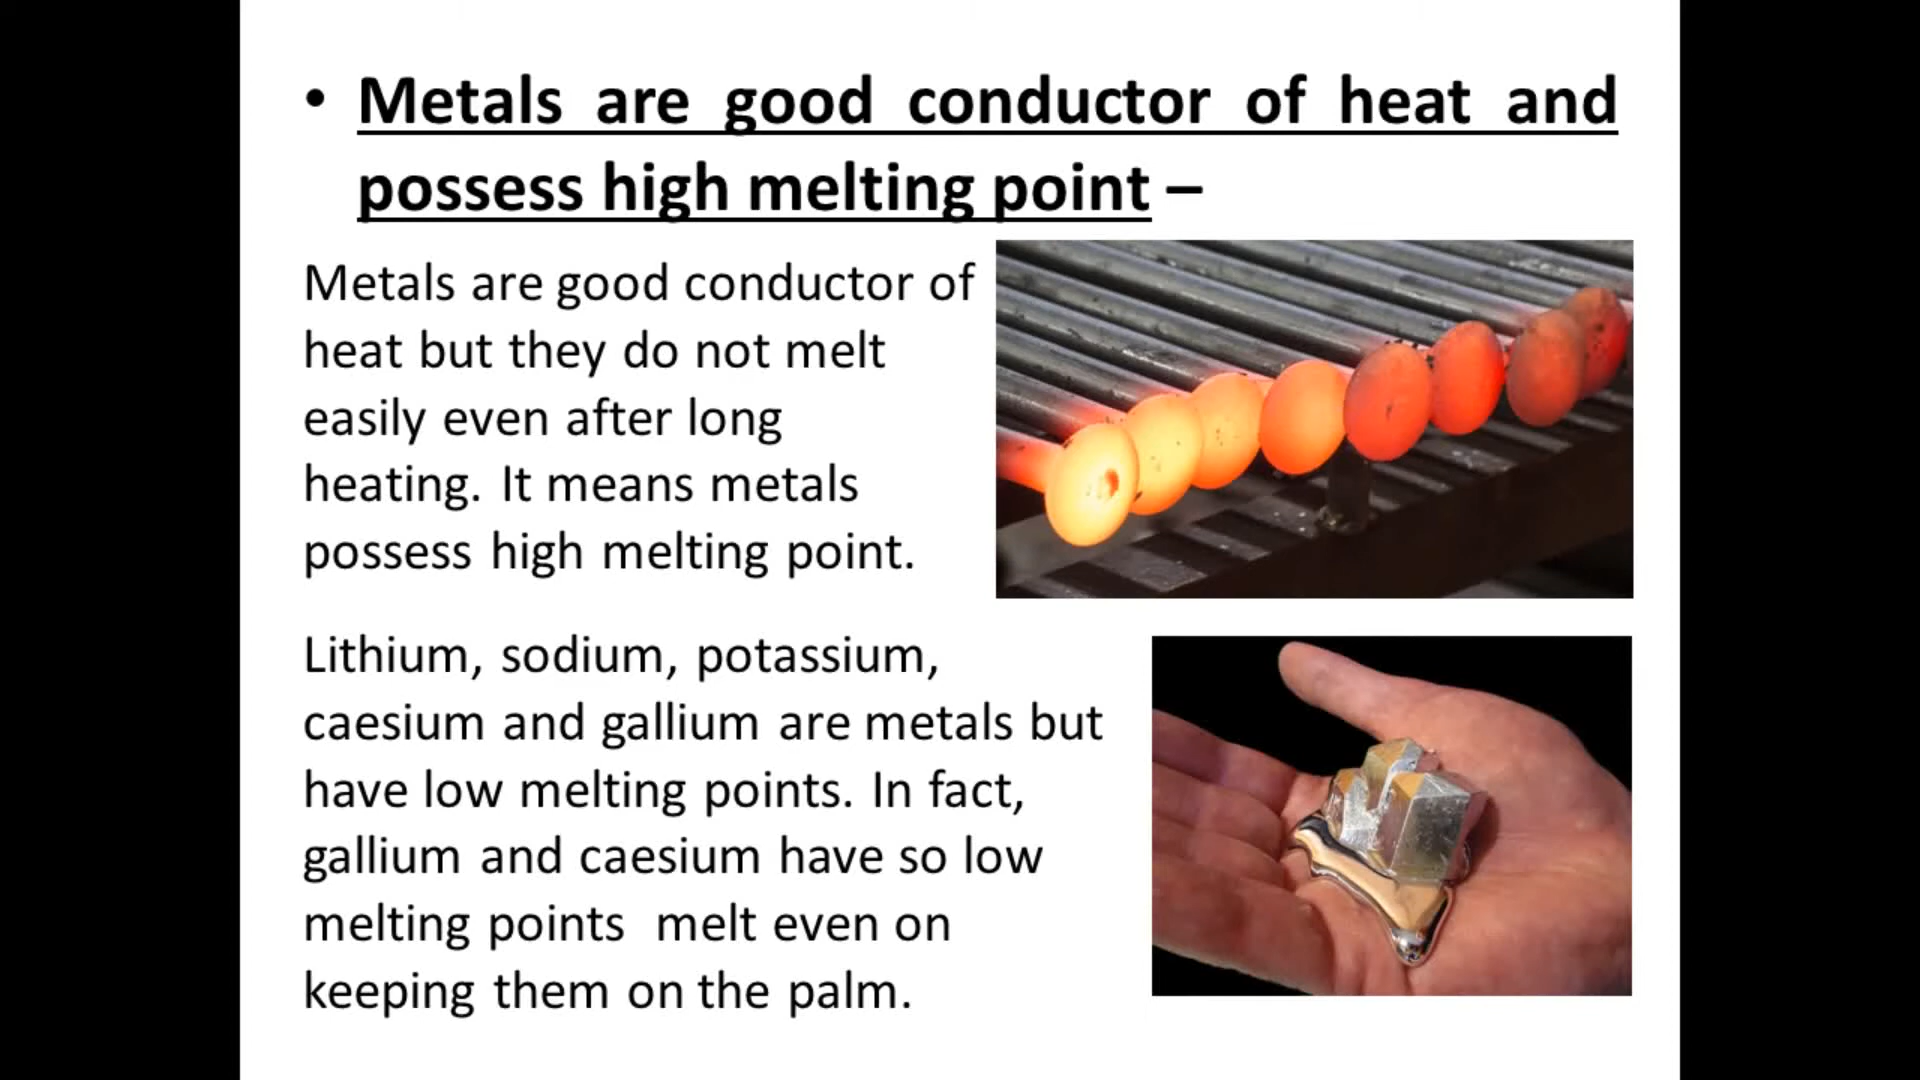 • Metals are good conductor of heat and
possess high melting point –
Metals are good conductor of
heat but they do not melt
easily even after long
heating. It means metals
possess high melting point.
Lithium, sodium, potassium,
caesium and gallium are metals but
have low melting points. In fact,
gallium and caesium have so low
melting points melt even on
keeping them on the palm.